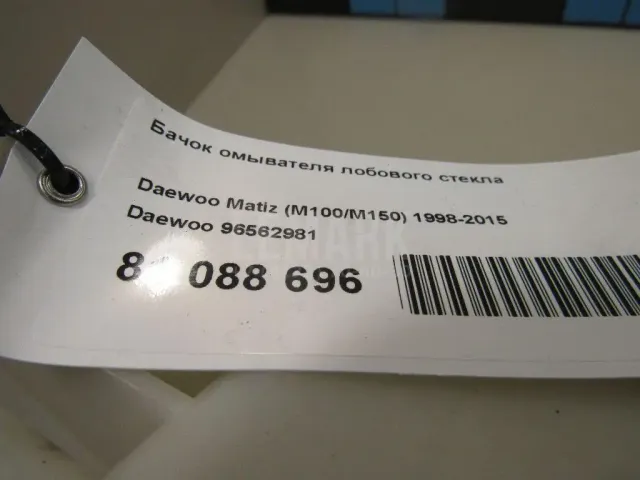 Бачок омывателя лобового стекла
Daewoo Matiz (M100/M150) 1998-2015
Daewoo 96562981
088 696